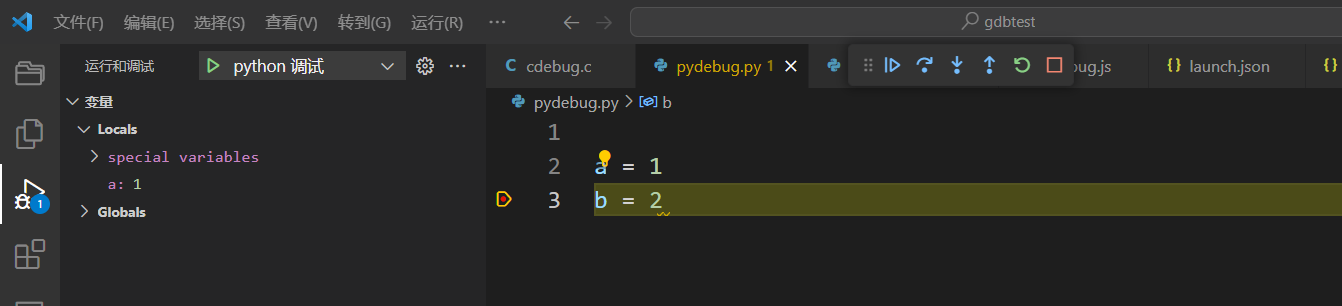 文件(F) 编辑(E) 选择(S) 查看(V) 转到(G) 运行(R) ··· gdbtest
运行和调试 python 调试 ···
C cdebug.c pydebug.py 1 bug.js {} launch.json {}
变量
Locals
special variables
a: 1
Globals
pydebug.py > b
1
2 a = 1
3 b = 2
1